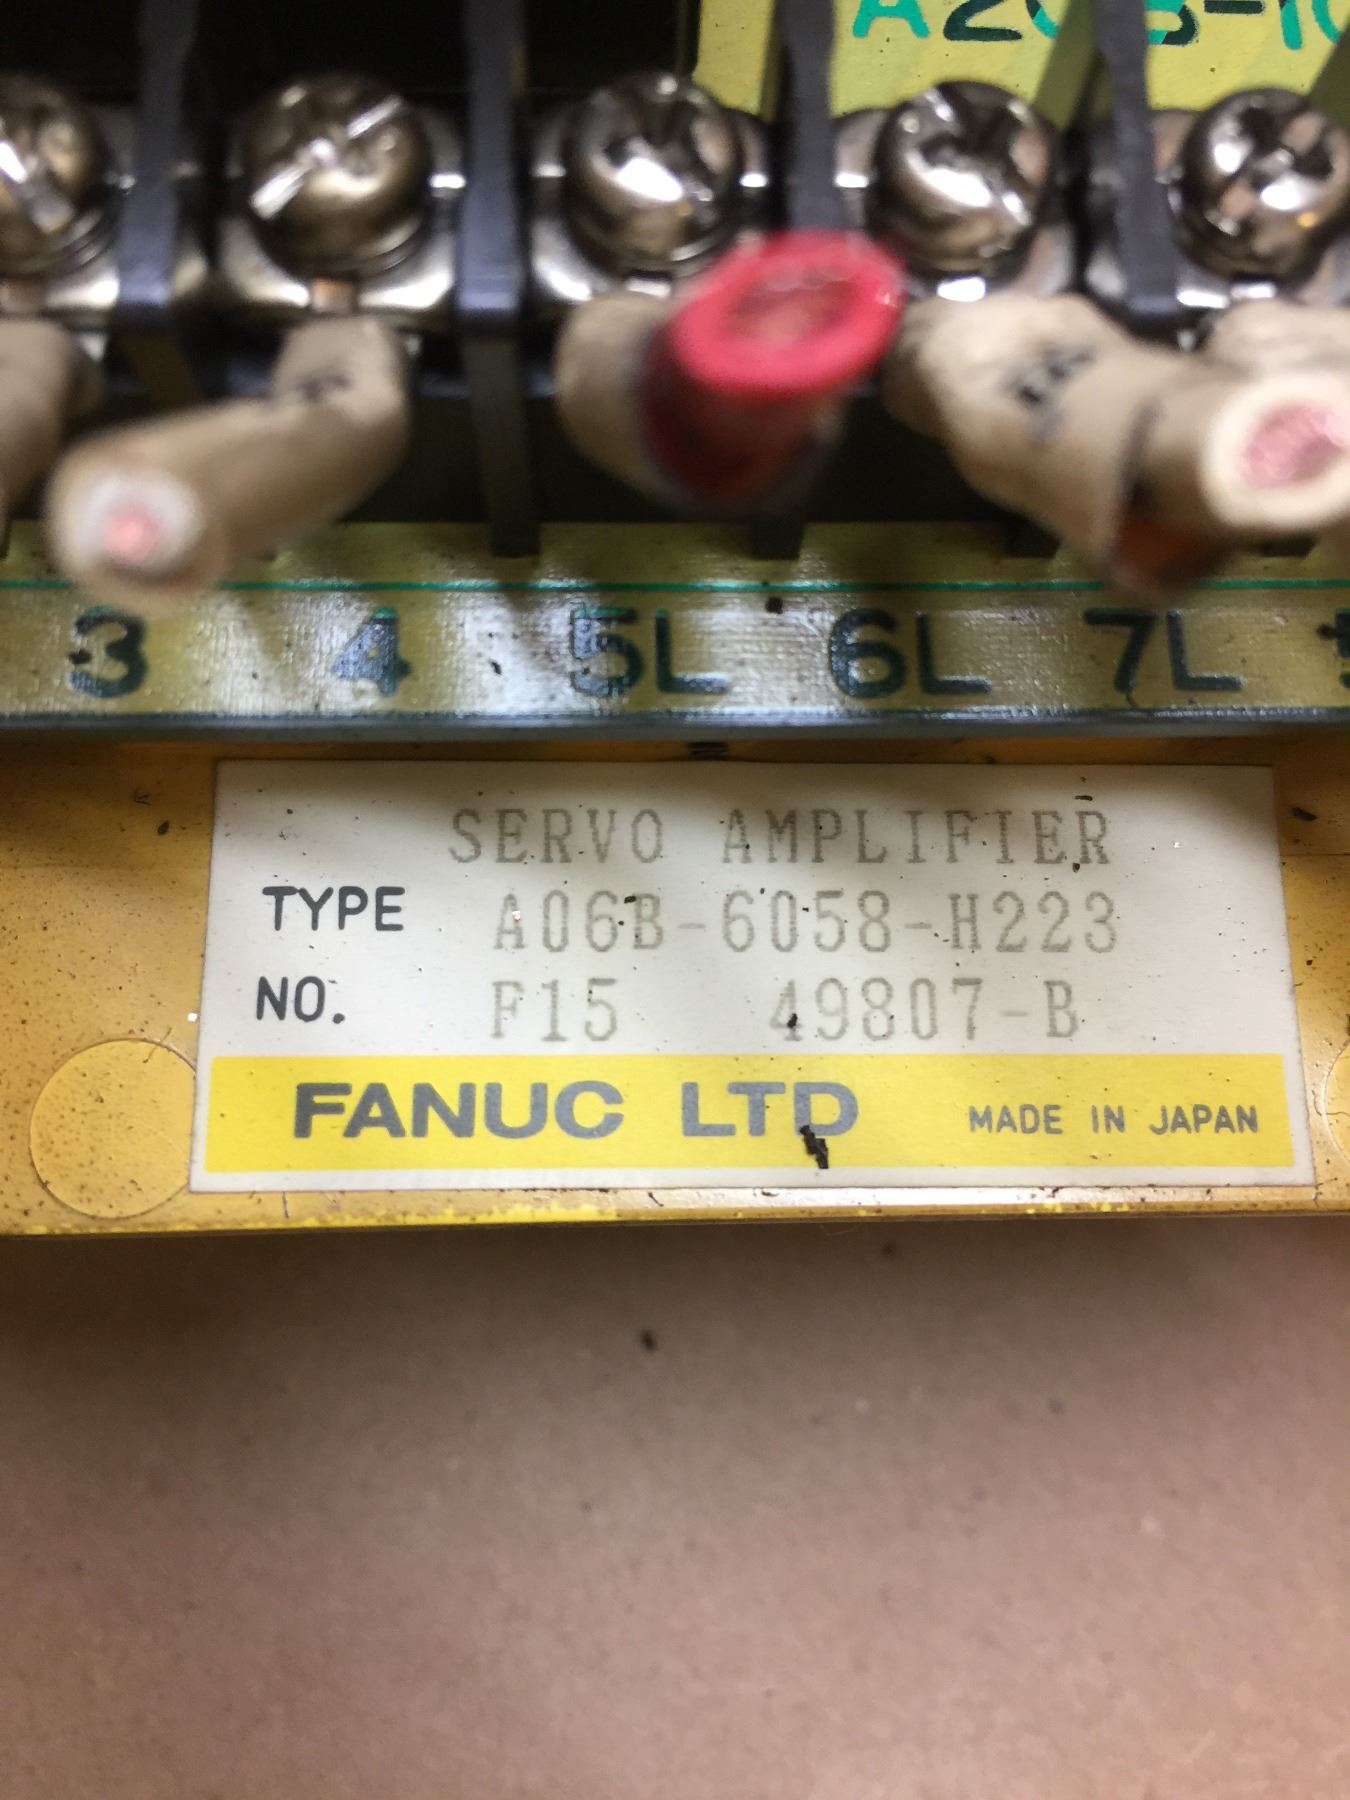 3 4 5L 6L 7L
SERVO AMPLIFIER
TYPE A06B-6058-H223
NO. F15 49807-B
FANUC LTD MADE IN JAPAN